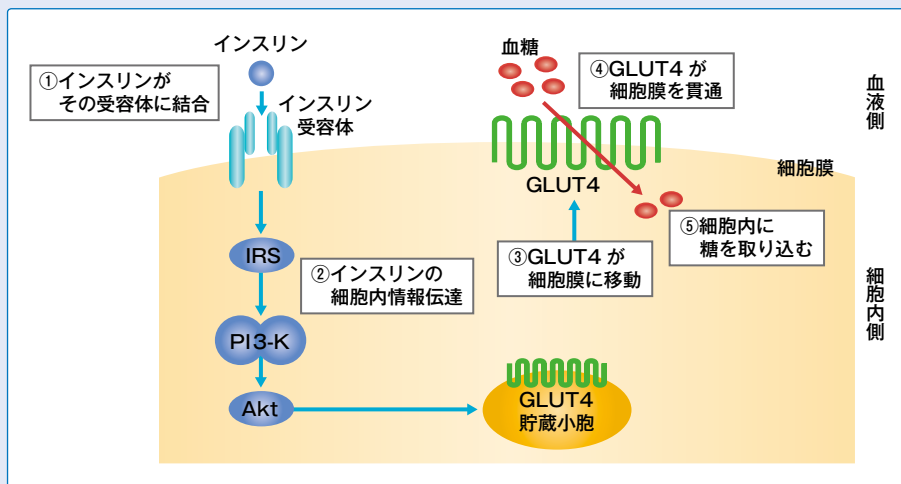 インスリン
①インスリンが
その受容体に結合
インスリン
受容体
IRS
②インスリンの
細胞内情報伝達
PI3-K
Akt
血糖
④GLUT4 が
細胞膜を貫通
GLUT4
細胞膜
③GLUT4 が
細胞膜に移動
⑤細胞内に
糖を取り込む
GLUT4
貯蔵小胞
血液側
細胞内側